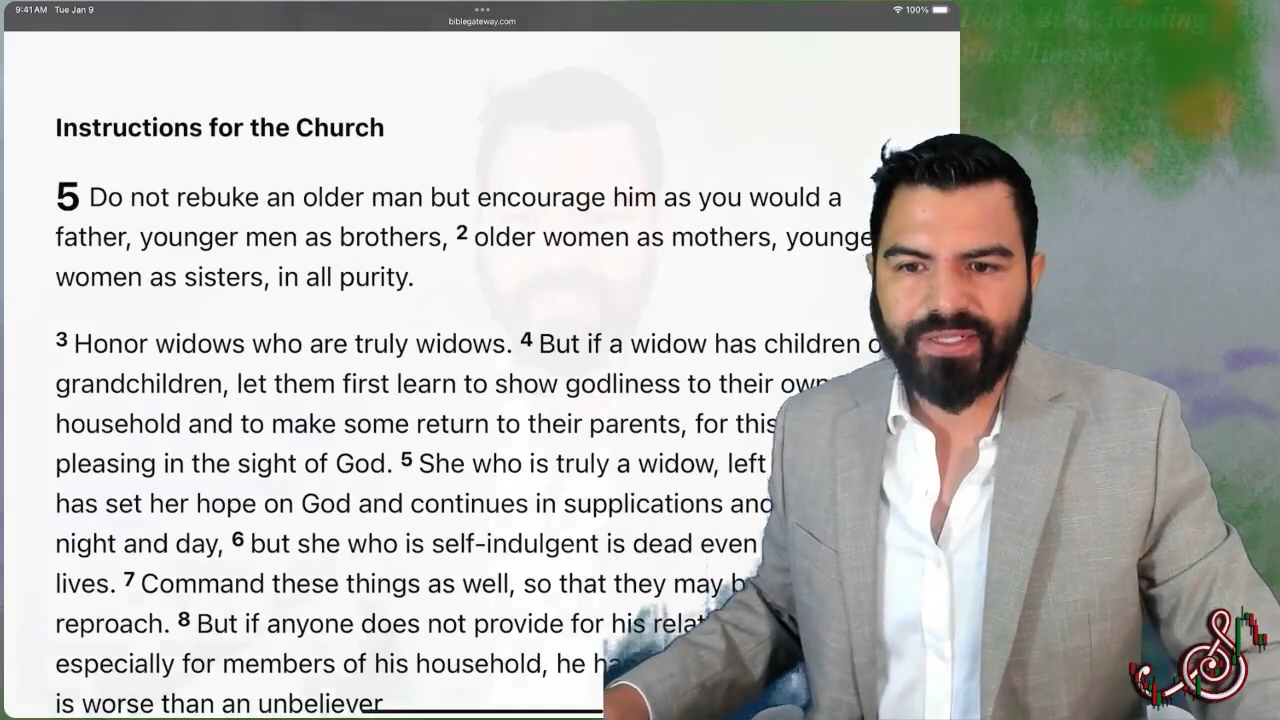 9:41 AM Tue Jan 9
100%
biblegateway.com
Daily Bible Reading
First Timothy 5
Instructions for the Church
5 Do not rebuke an older man but encourage him as you would a
father, younger men as brothers, 2 older women as mothers, younge
women as sisters, in all purity.
3 Honor widows who are truly widows. 4 But if a widow has children o
grandchildren, let them first learn to show godliness to their own
household and to make some return to their parents, for this
pleasing in the sight of God. 5 She who is truly a widow, left
has set her hope on God and continues in supplications and
night and day, 6 but she who is self-indulgent is dead even
lives. 7 Command these things as well, so that they may b
reproach. 8 But if anyone does not provide for his relat
especially for members of his household, he ha
is worse than an unbeliever